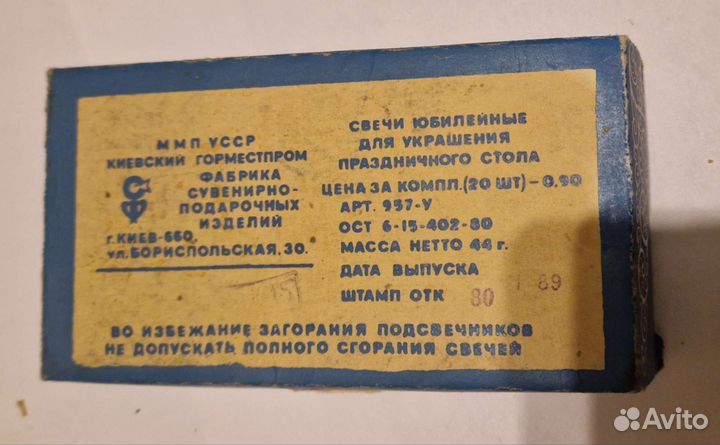 ММП УССР
КИЕВСКИЙ ГОРМЕСТПРОМ
ФАБРИКА
СУВЕНИРНО-
ПОДАРОЧНЫХ
ИЗДЕЛИЙ
г. КИЕВ-660,
ул. БОРИСПОЛЬСКАЯ, 30.
СВЕЧИ ЮБИЛЕЙНЫЕ
ДЛЯ УКРАШЕНИЯ
ПРАЗДНИЧНОГО СТОЛА
ЦЕНА ЗА КОМПЛ.(20 ШТ)-0.90
АРТ. 957-У
ОСТ 6-15-402-80
МАССА НЕТТО 44 г.
ДАТА ВЫПУСКА 89
ШТАМП ОТК 80
ВО ИЗБЕЖАНИЕ ЗАГОРАНИЯ ПОДСВЕЧНИКОВ
НЕ ДОПУСКАТЬ ПОЛНОГО СГОРАНИЯ СВЕЧЕЙ
Avito